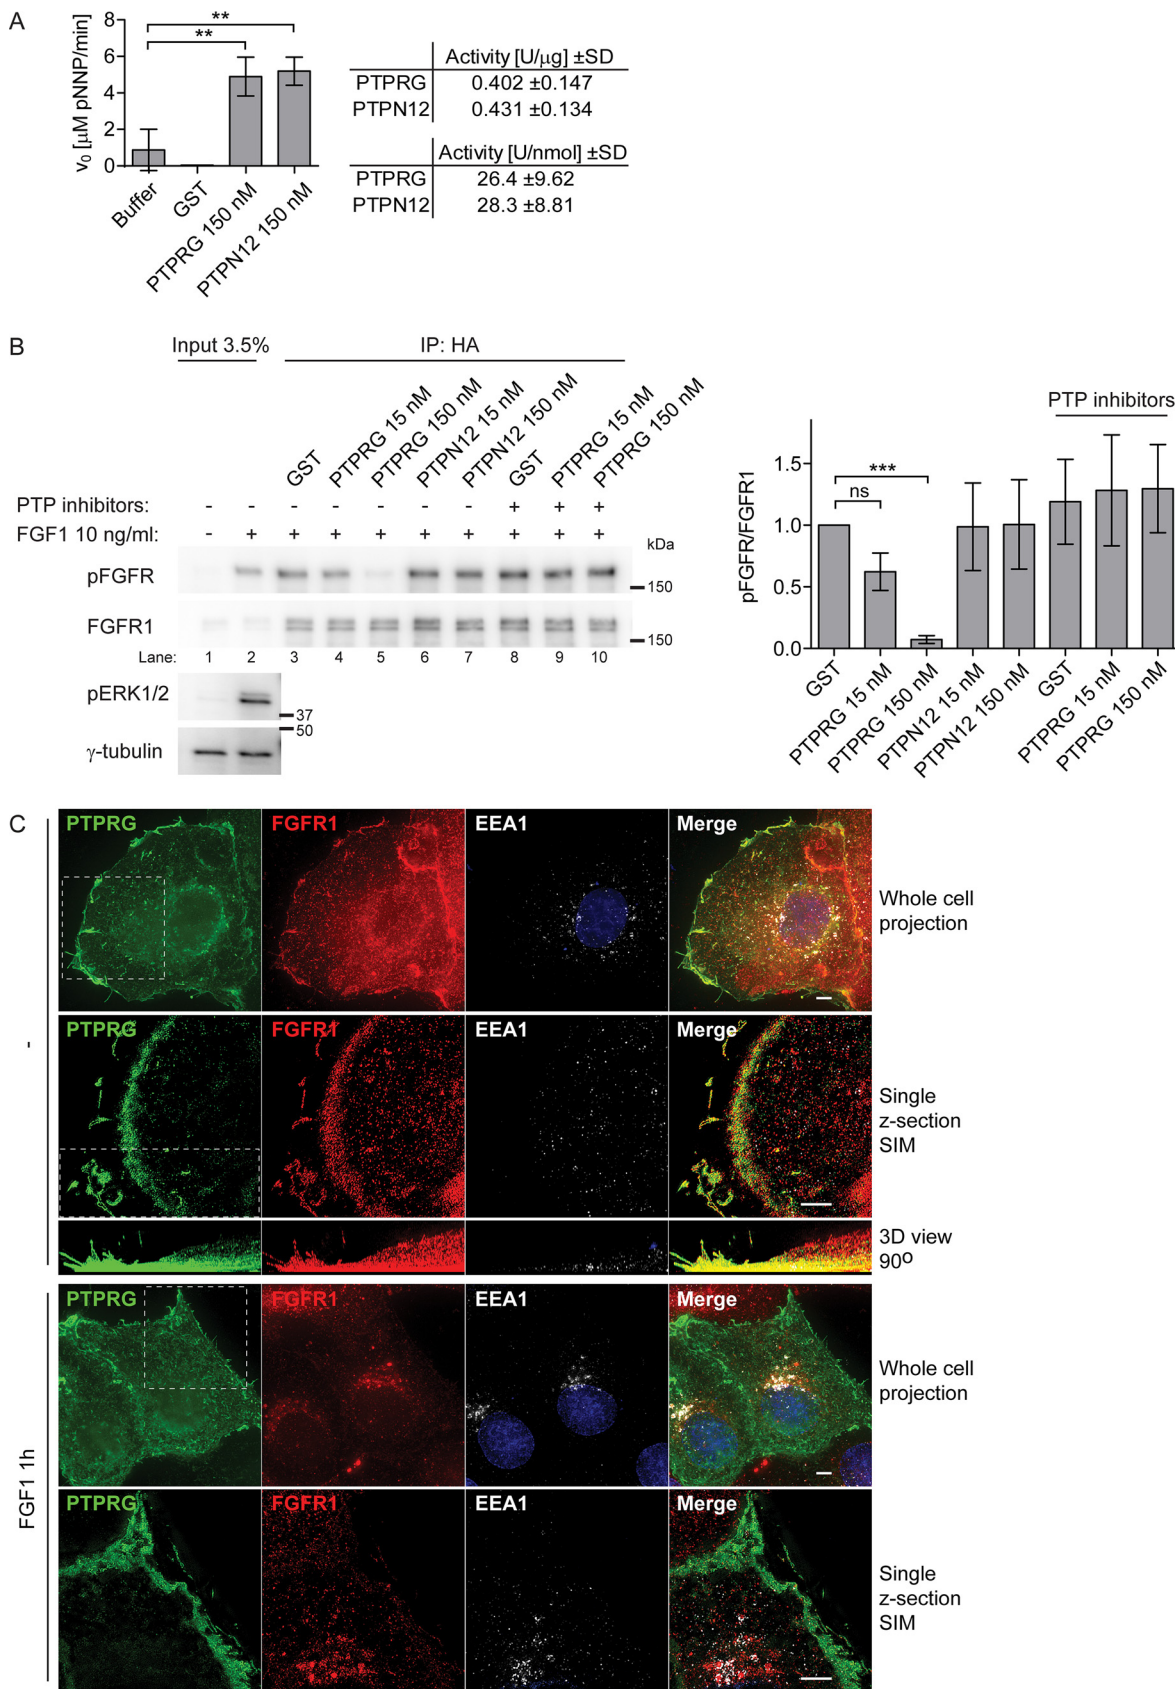 A
8
6
4
2
0
v0 [µM pNNP/min]
**
**
Buffer
GST
PTPRG 150 nM
PTPN12 150 nM
Activity [U/µg] ±SD
PTPRG 0.402 ±0.147
PTPN12 0.431 ±0.134
Activity [U/nmol] ±SD
PTPRG 26.4 ±9.62
PTPN12 28.3 ±8.81
B
Input 3.5% IP: HA
GST
PTPRG 15 nM
PTPRG 150 nM
PTPN12 15 nM
PTPN12 150 nM
GST
PTPRG 15 nM
PTPRG 150 nM
PTP inhibitors: - - - - - - - + + +
FGF1 10 ng/ml: - + + + + + + + + +
kDa
pFGFR
150
FGFR1
150
Lane: 1 2 3 4 5 6 7 8 9 10
pERK1/2
37
50
γ-tubulin
PTP inhibitors
1.5
1.0
0.5
0.0
pFGFR/FGFR1
***
ns
GST
PTPRG 15 nM
PTPRG 150 nM
PTPN12 15 nM
PTPN12 150 nM
GST
PTPRG 15 nM
PTPRG 150 nM
C
-
PTPRG FGFR1 EEA1 Merge
Whole cell
projection
PTPRG FGFR1 EEA1 Merge
Single
z-section
SIM
3D view
90º
FGF1 1h
PTPRG FGFR1 EEA1 Merge
Whole cell
projection
PTPRG FGFR1 EEA1 Merge
Single
z-section
SIM